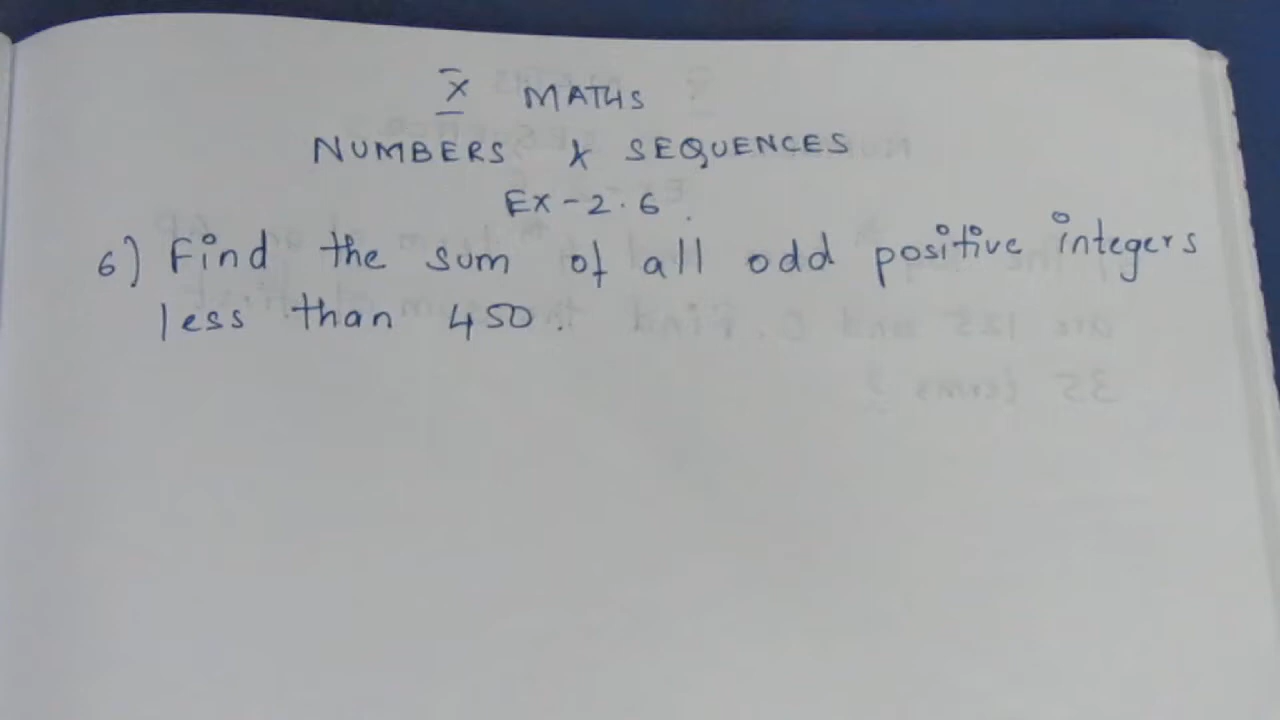 X MATHS
NUMBERS & SEQUENCES
Ex-2.6.
6) Find the sum of all odd positive integers
less than 450.